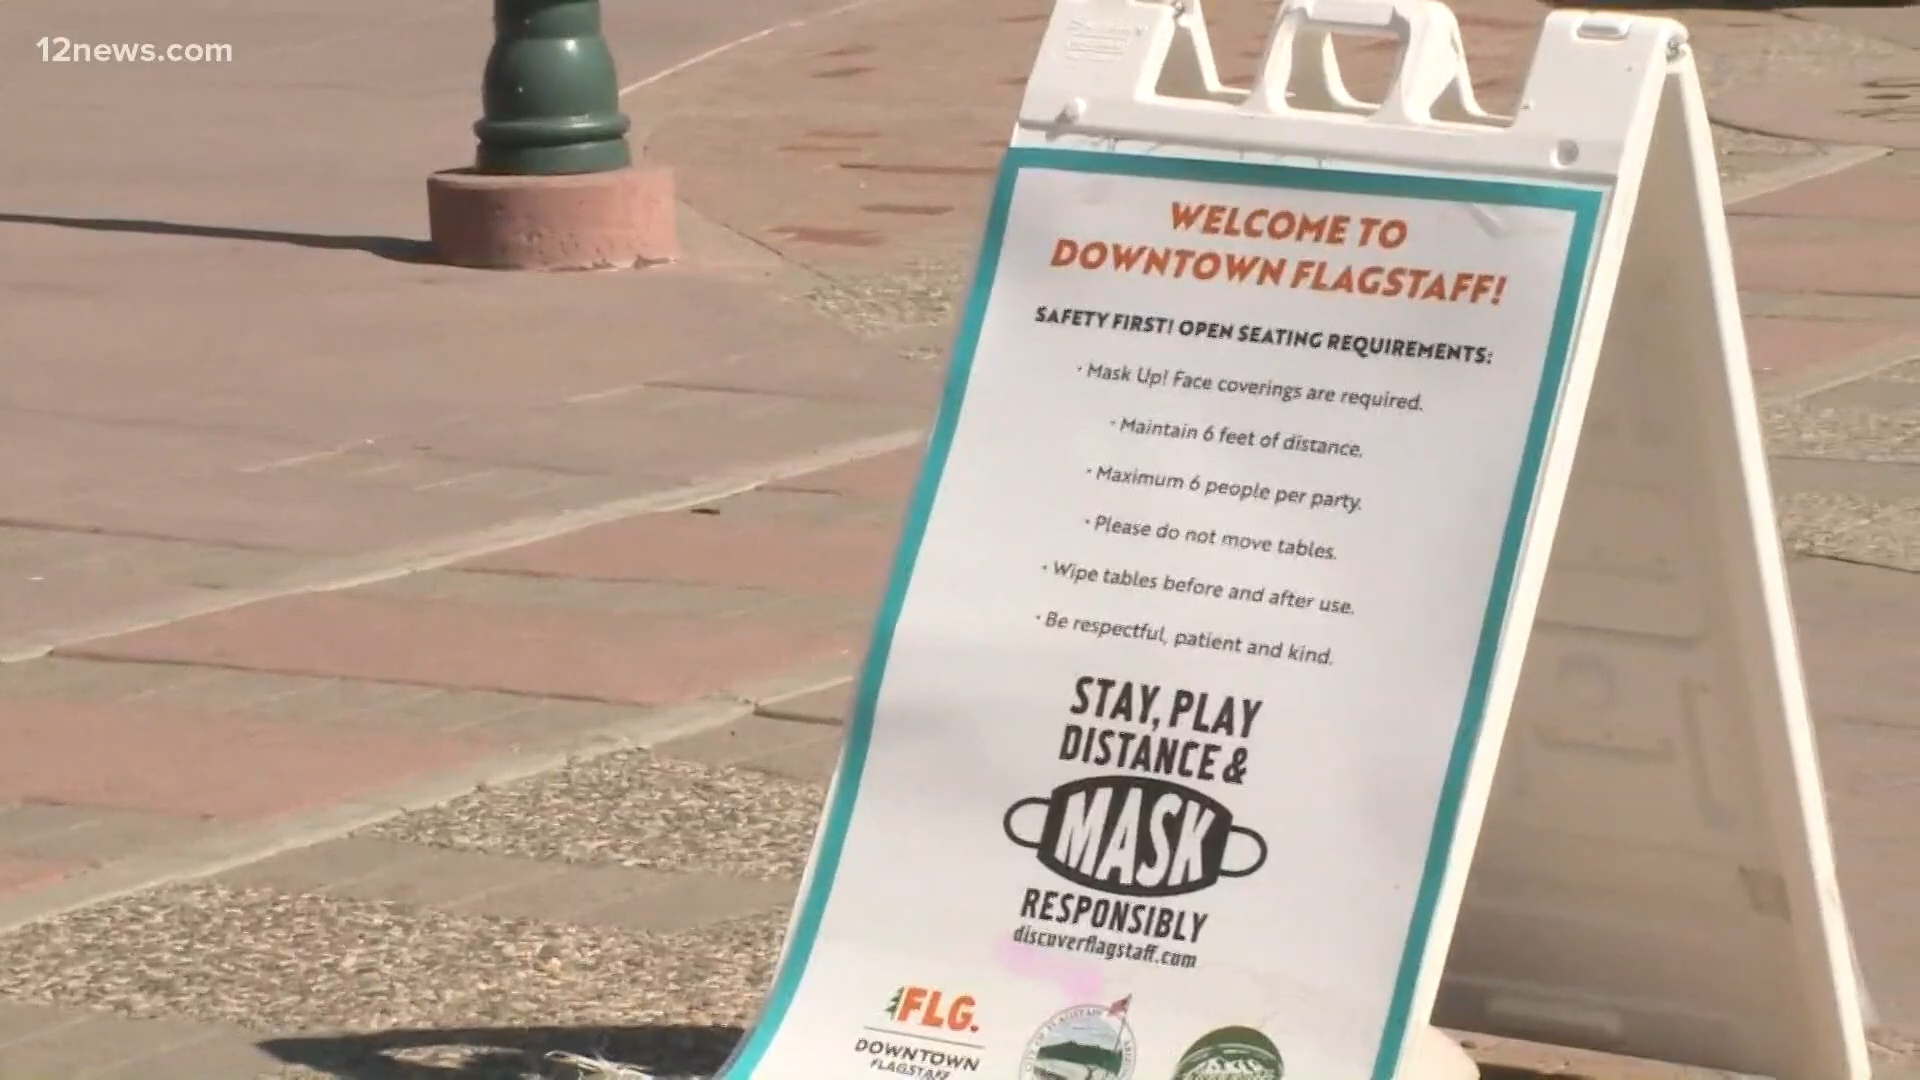 12news.com
WELCOME TO
DOWNTOWN FLAGSTAFF!
SAFETY FIRST! OPEN SEATING REQUIREMENTS:
· Mask Up! Face coverings are required.
· Maintain 6 feet of distance.
· Maximum 6 people per party.
· Please do not move tables.
· Wipe tables before and after use.
· Be respectful, patient and kind.
STAY, PLAY
DISTANCE &
MASK
RESPONSIBLY
discoverflagstaff.com
FLG.
DOWNTOWN
FLAGSTAFF